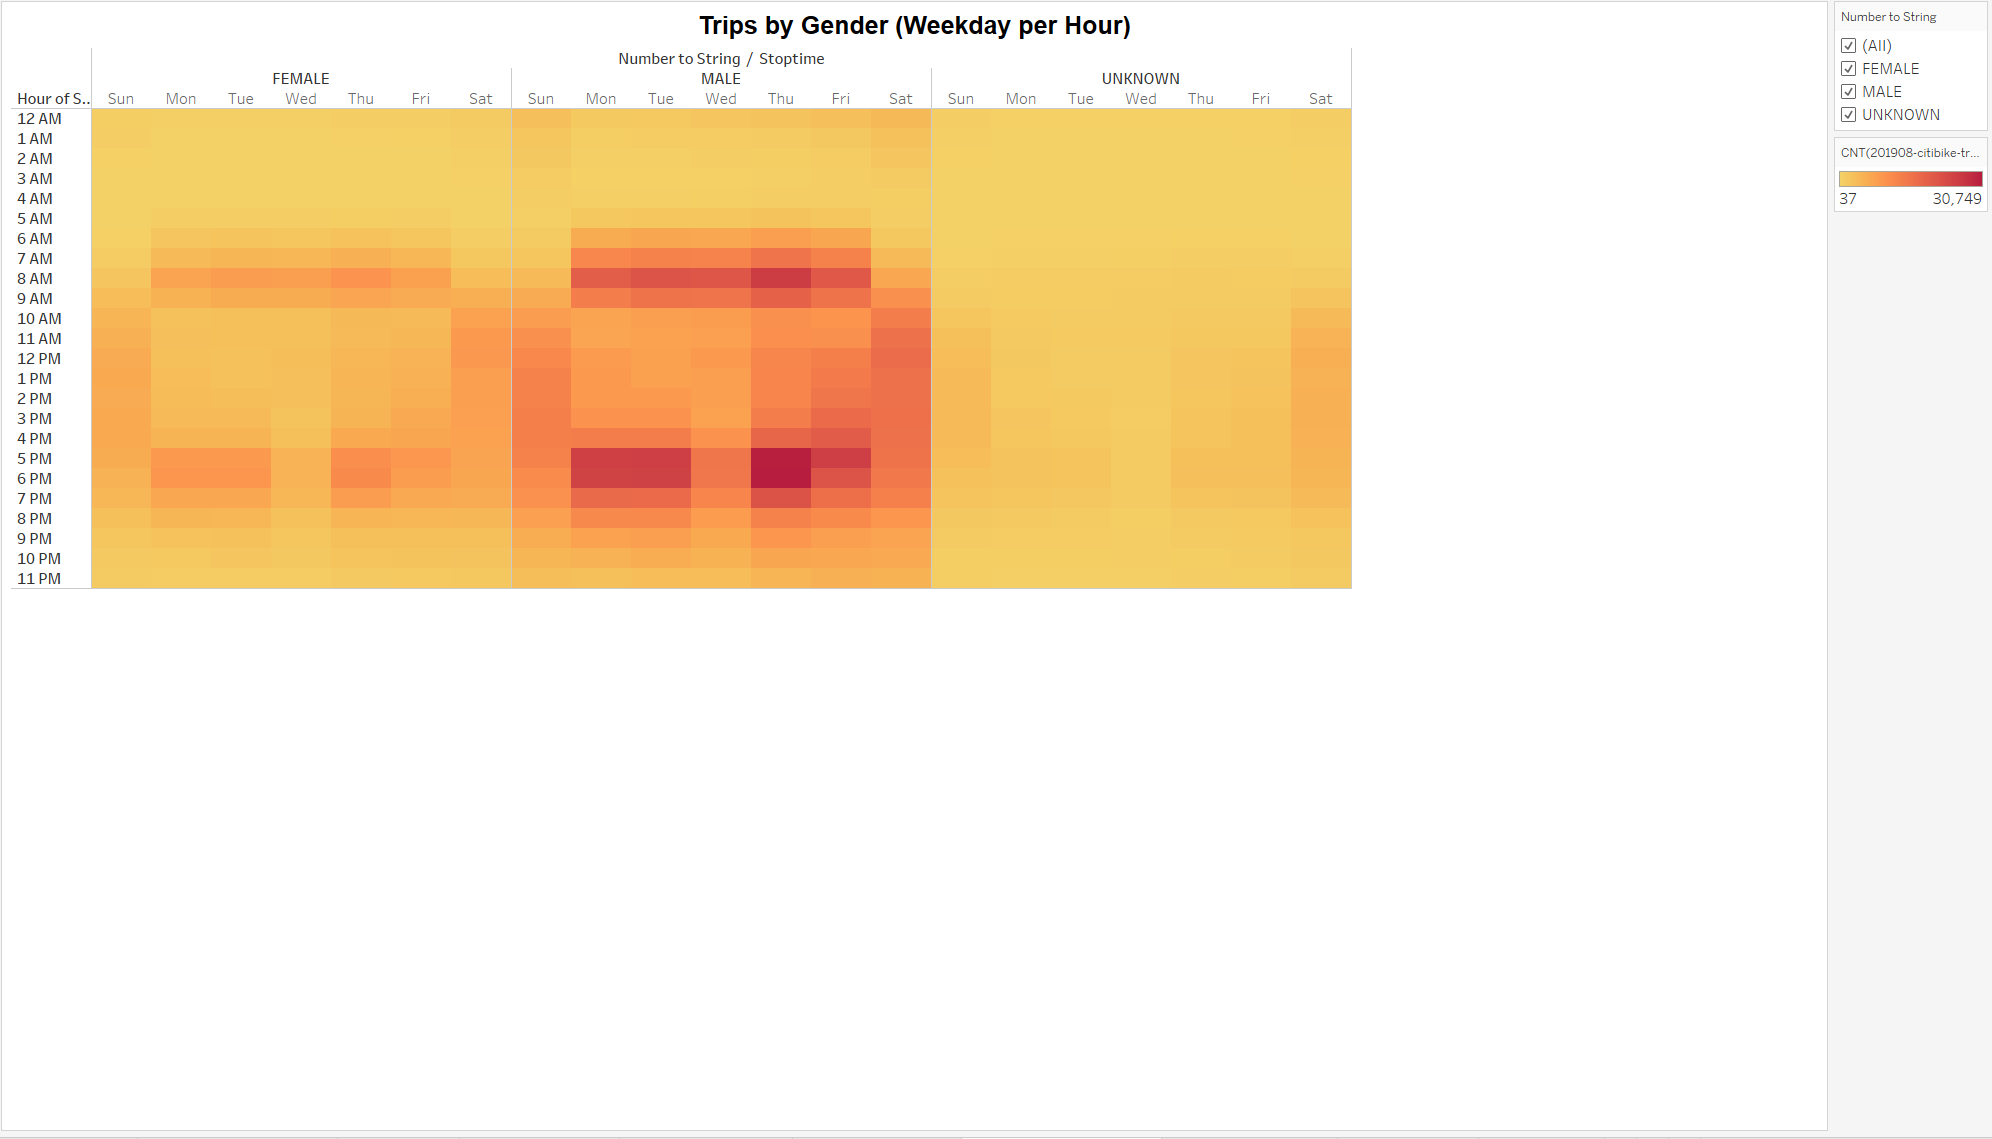 Trips by Gender (Weekday per Hour)
Number to String / Stoptime
FEMALE MALE UNKNOWN
Hour of S.. Sun Mon Tue Wed Thu Fri Sat Sun Mon Tue Wed Thu Fri Sat Sun Mon Tue Wed Thu Fri Sat
12 AM
1 AM
2 AM
3 AM
4 AM
5 AM
6 AM
7 AM
8 AM
9 AM
10 AM
11 AM
12 PM
1 PM
2 PM
3 PM
4 PM
5 PM
6 PM
7 PM
8 PM
9 PM
10 PM
11 PM
Number to String
(All)
FEMALE
MALE
UNKNOWN
CNT(201908-citibike-tr...
37 30,749